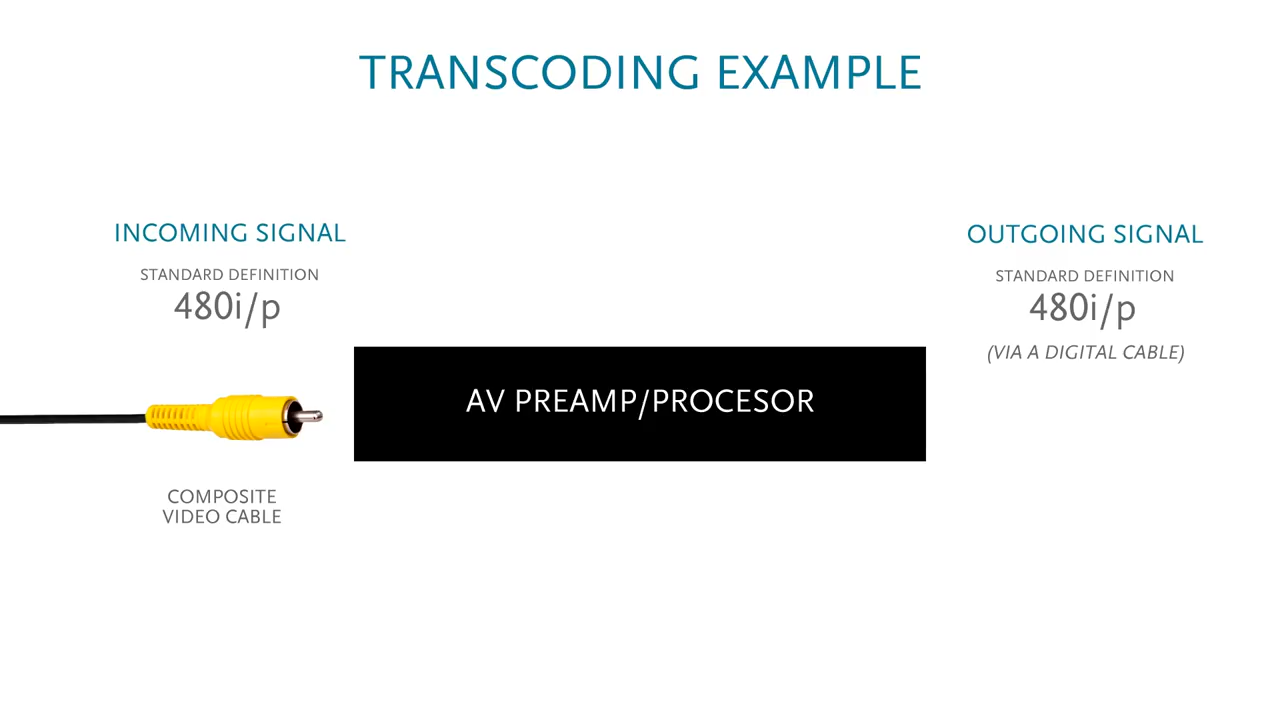 TRANSCODING EXAMPLE
INCOMING SIGNAL
STANDARD DEFINITION
480i/p
COMPOSITE
VIDEO CABLE
AV PREAMP/PROCESOR
OUTGOING SIGNAL
STANDARD DEFINITION
480i/p
(VIA A DIGITAL CABLE)